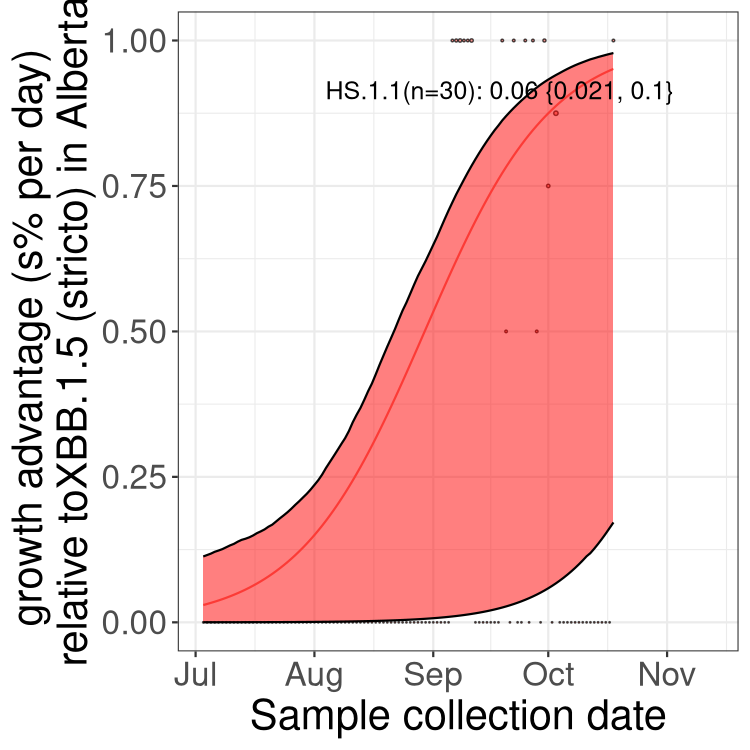 growth advantage (s% per day)
relative toXBB.1.5 (stricto) in Alberta
1.00
HS.1.1(n=30): 0.06 {0.021, 0.1}
0.75
0.50
0.25
0.00
Jul Aug Sep Oct Nov
Sample collection date